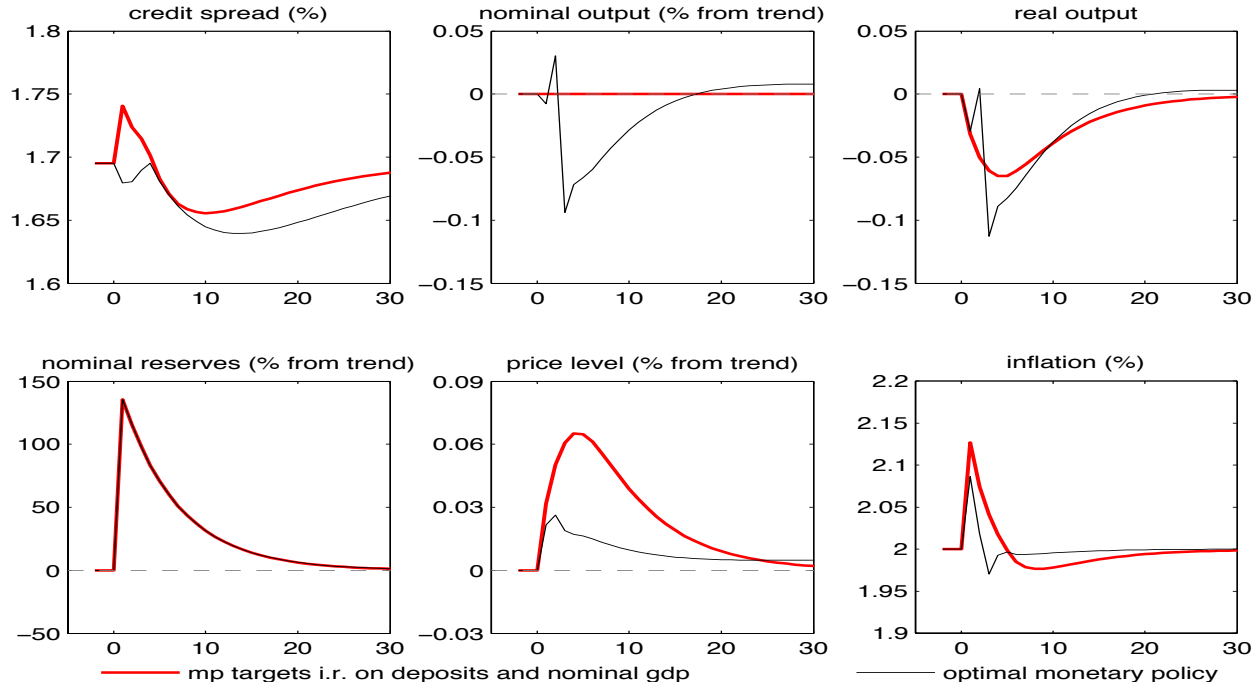 credit spread (%)
nominal output (% from trend)
real output
1.8
1.75
1.7
1.65
1.6
0 10 20 30
0.05
0
−0.05
−0.1
−0.15
0 10 20 30
0.05
0
−0.05
−0.1
−0.15
0 10 20 30
nominal reserves (% from trend)
price level (% from trend)
inflation (%)
150
100
50
0
−50
0 10 20 30
0.09
0.06
0.03
0
−0.03
0 10 20 30
2.2
2.15
2.1
2.05
2
1.95
1.9
0 10 20 30
mp targets i.r. on deposits and nominal gdp
optimal monetary policy